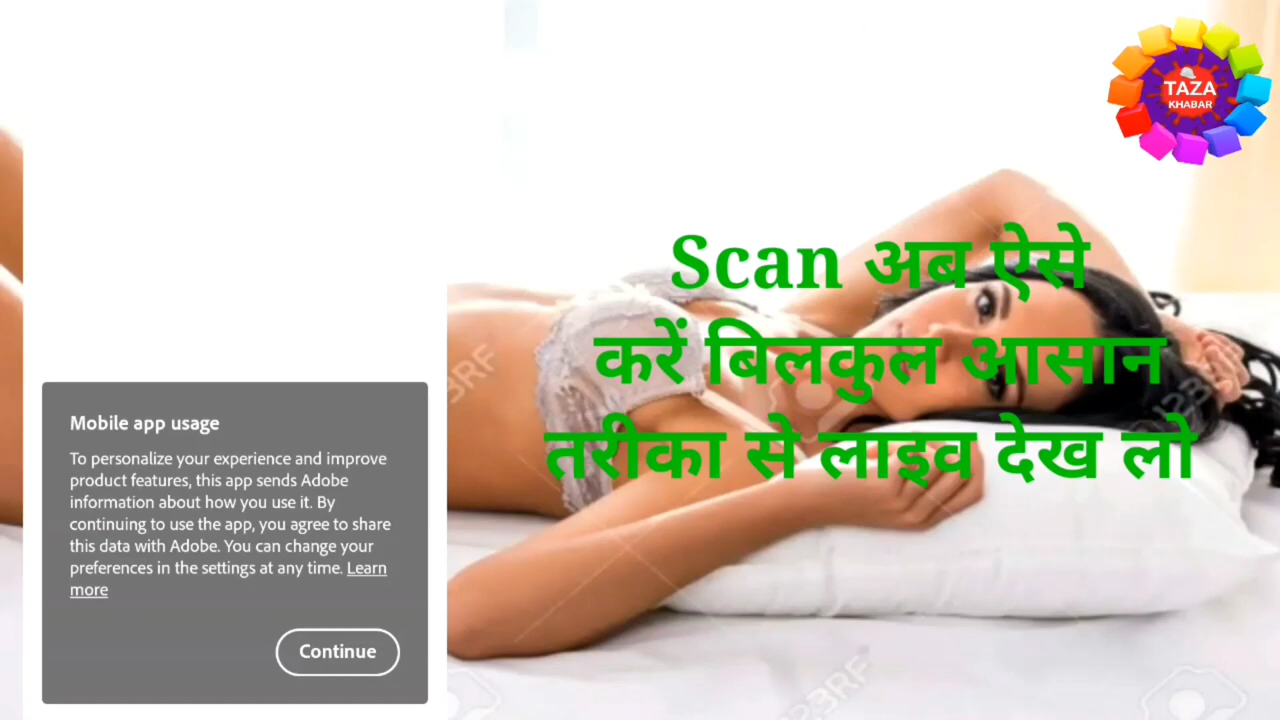 TAZA
KHABAR
Scan अब ऐसे
करें बिलकुल आसान
तरीका से लाइव देख लो
Mobile app usage
To personalize your experience and improve
product features, this app sends Adobe
information about how you use it. By
continuing to use the app, you agree to share
this data with Adobe. You can change your
preferences in the settings at any time. Learn
more
Continue
123RF
123RF